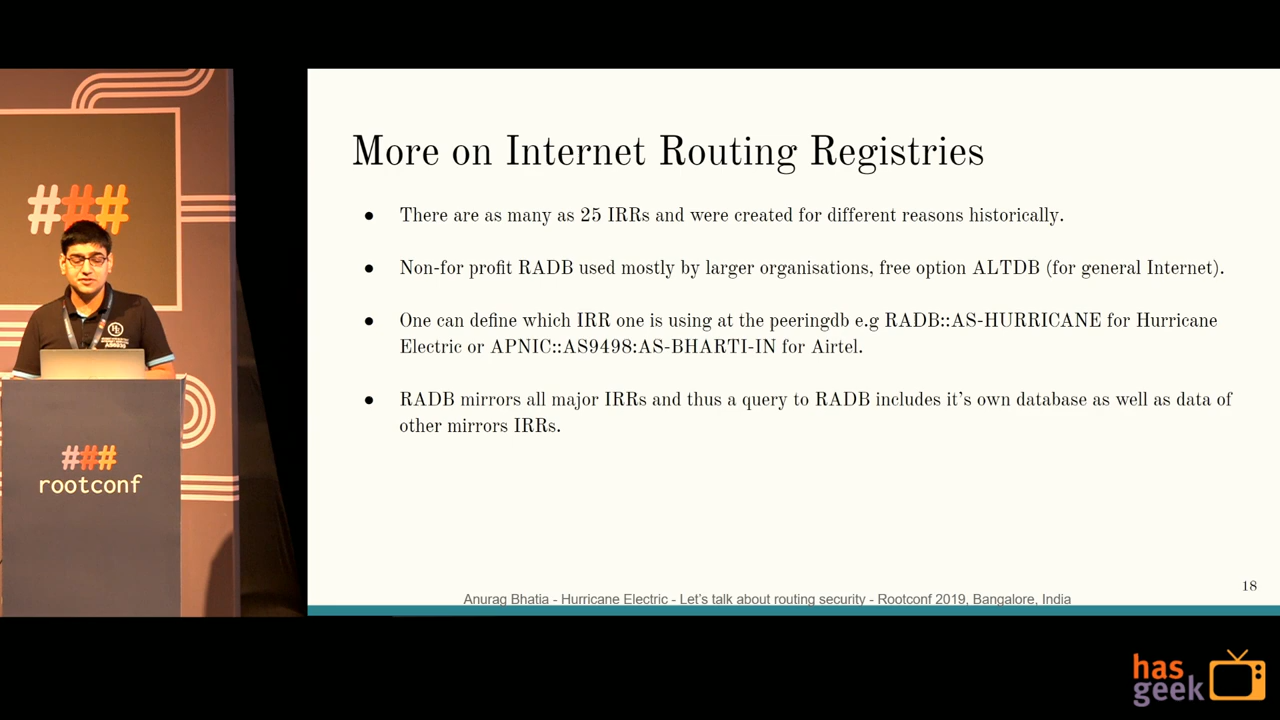 ###
###
rootconf
More on Internet Routing Registries
● There are as many as 25 IRRs and were created for different reasons historically.
● Non-for profit RADB used mostly by larger organisations, free option ALTDB (for general Internet).
● One can define which IRR one is using at the peeringdb e.g RADB::AS-HURRICANE for Hurricane
Electric or APNIC::AS9498:AS-BHARTI-IN for Airtel.
● RADB mirrors all major IRRs and thus a query to RADB includes it's own database as well as data of
other mirrors IRRs.
18
Anurag Bhatia - Hurricane Electric - Let's talk about routing security - Rootconf 2019, Bangalore, India
has
geek